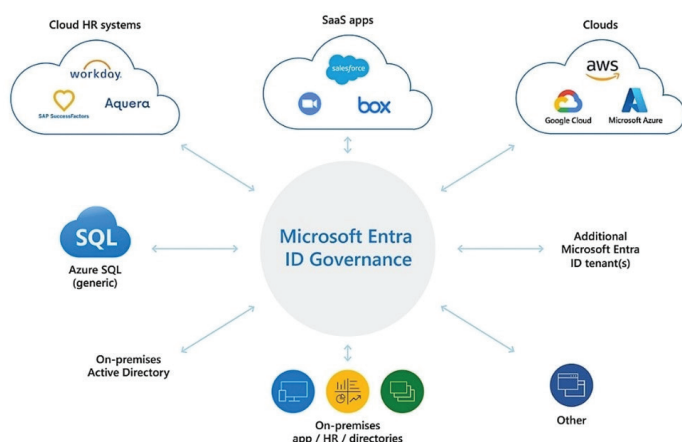 Cloud HR systems
workday.
SAP SuccessFactors
Aquera
SaaS apps
salesforce
box
Clouds
aws
Google Cloud
Microsoft Azure
SQL
Azure SQL
(generic)
Microsoft Entra
ID Governance
Additional
Microsoft Entra
ID tenant(s)
On-premises
Active Directory
On-premises
app / HR / directories
Other